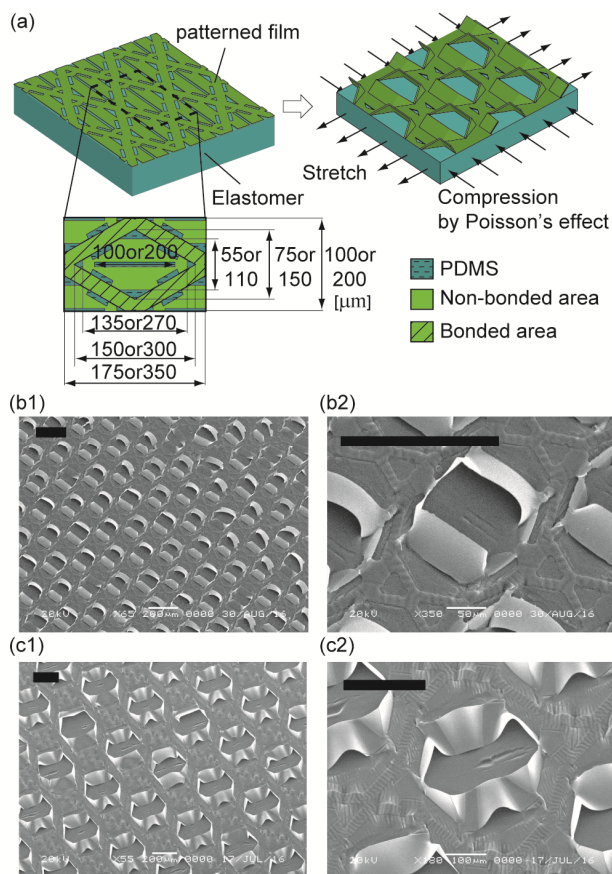 (a)
patterned film
Elastomer
Stretch
Compression
by Poisson's effect
100or200
55or
110
75or
150
100or
200
[μm]
135or270
150or300
175or350
PDMS
Non-bonded area
Bonded area
(b1)
(b2)
20kV X65 200μm 0000 30/AUG/16
20kV X350 50μm 0000 30/AUG/16
(c1)
(c2)
20kV X55 200μm 0000 17/JUL/16
20kV X180 100μm 0000 17/JUL/16